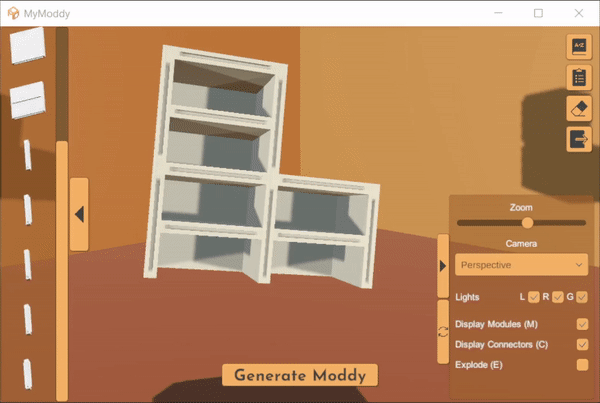 MyModdy
A-Z
Zoom
Camera
Perspective
Lights L R G
Display Modules (M)
Display Connectors (C)
Explode (E)
Generate Moddy